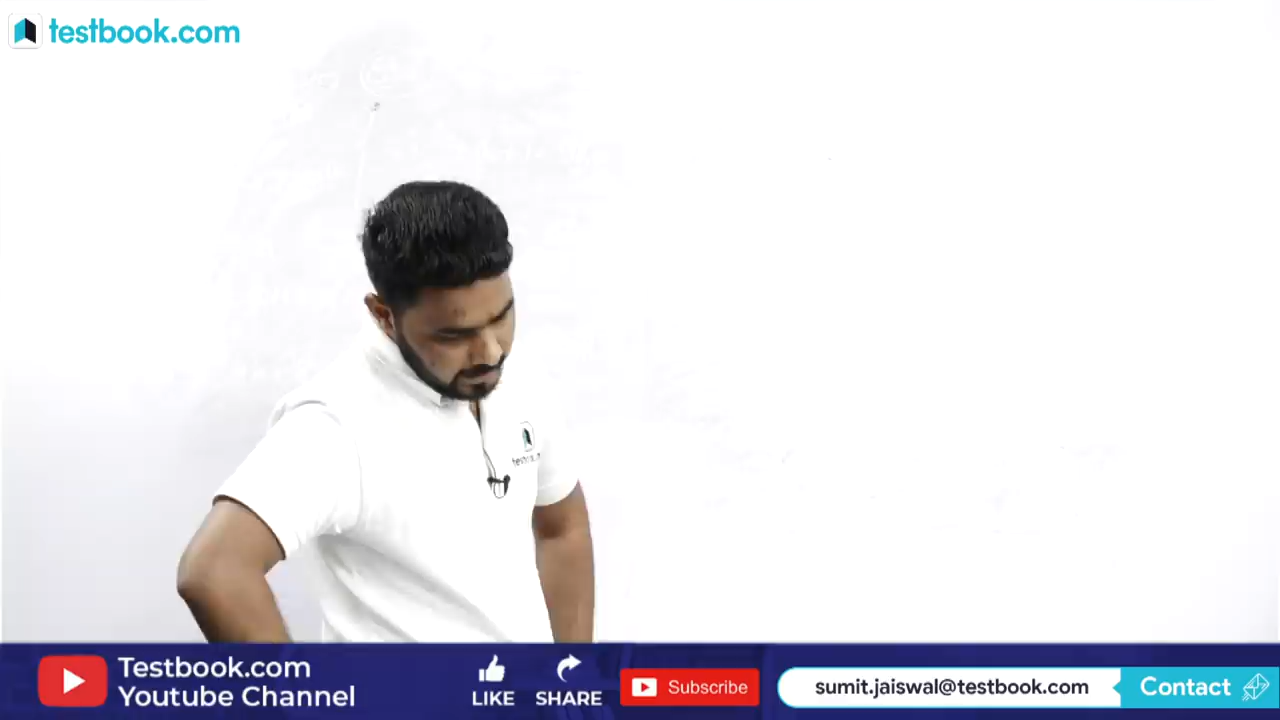 testbook.com
Testbook.com
Youtube Channel
LIKE
SHARE
Subscribe
sumit.jaiswal@testbook.com
Contact